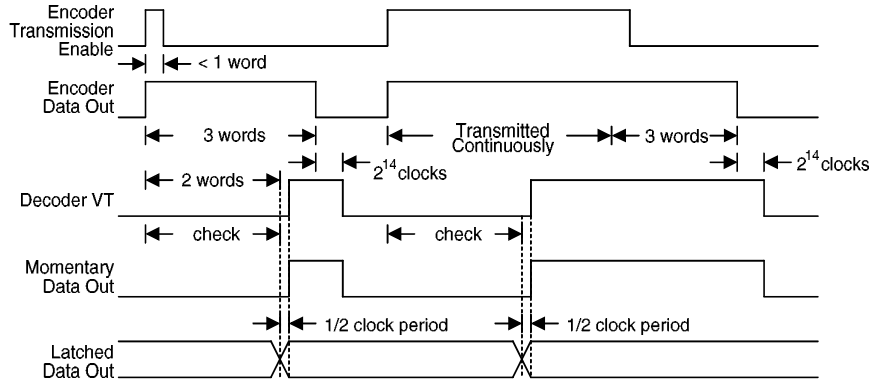 Encoder
Transmission
Enable
< 1 word
Encoder
Data Out
3 words
Transmitted
Continuously
3 words
2^14 clocks
2^14 clocks
2 words
Decoder VT
check
check
Momentary
Data Out
1/2 clock period
1/2 clock period
Latched
Data Out